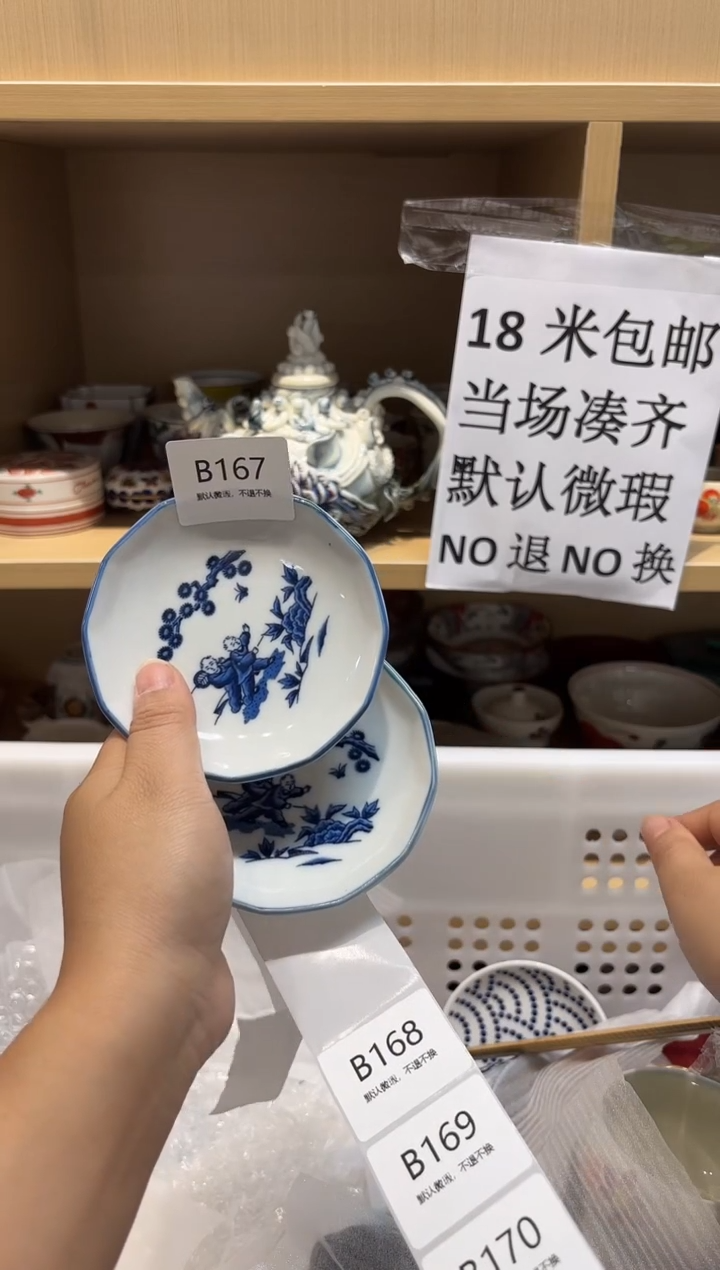 18 米包邮
当场凑齐
默认微瑕
NO 退 NO 换
B167
默认微瑕，不退不换
B168
默认微瑕，不退不换
B169
默认微瑕，不退不换
B170